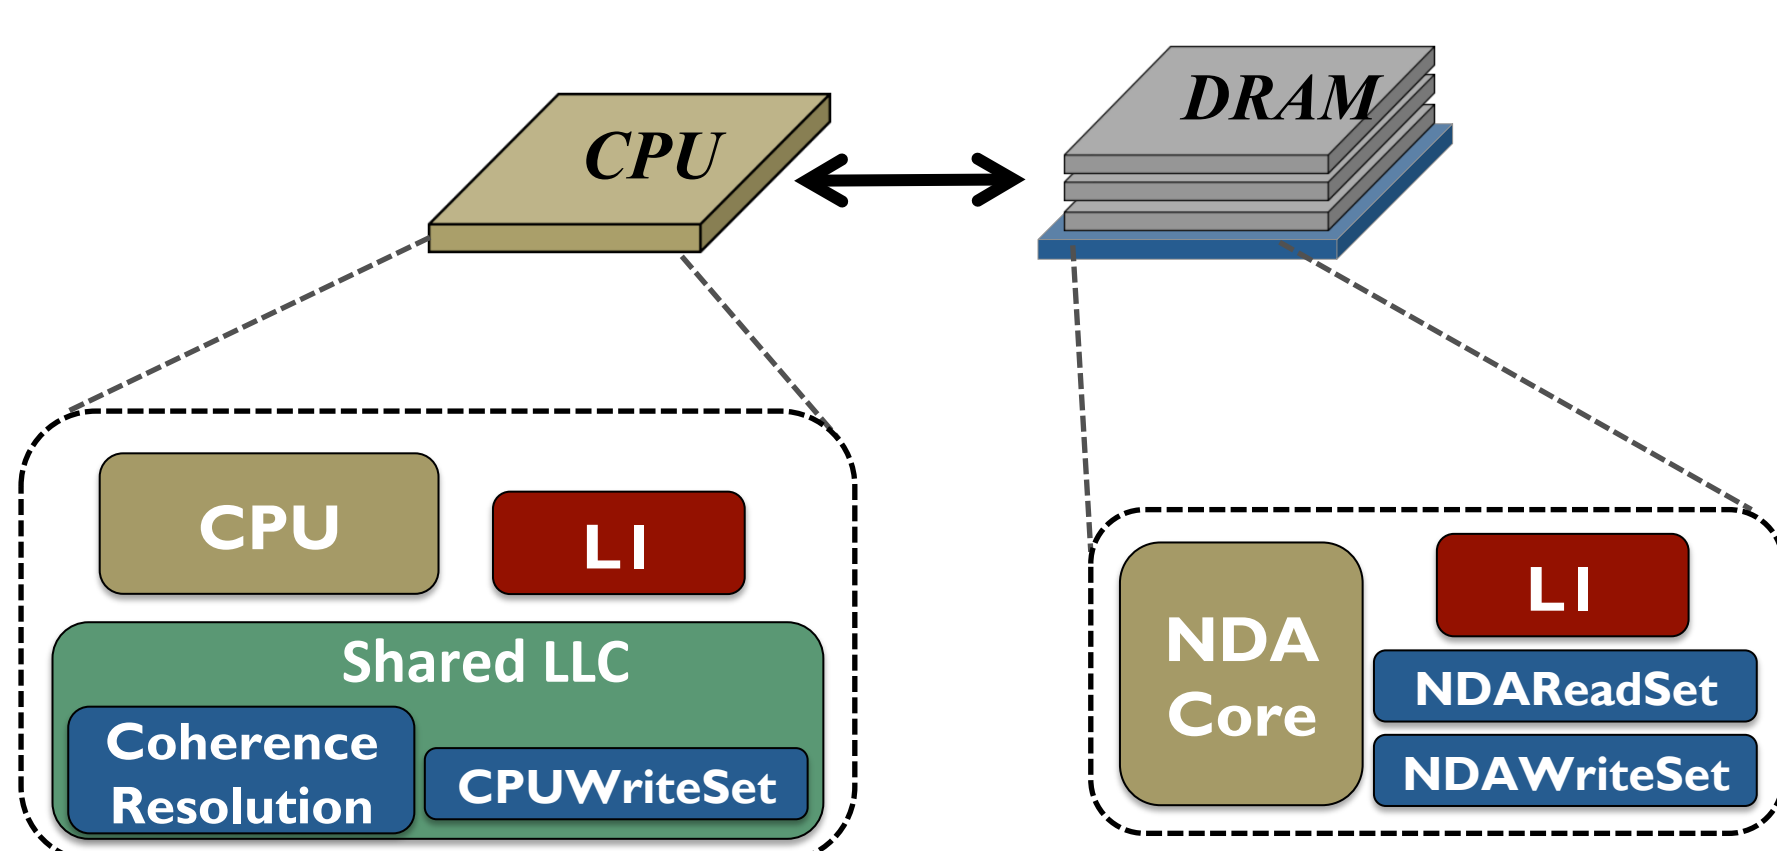 CPU
DRAM
CPU
L1
Shared LLC
Coherence
Resolution
CPUWriteSet
NDA
Core
L1
NDAReadSet
NDAWriteSet